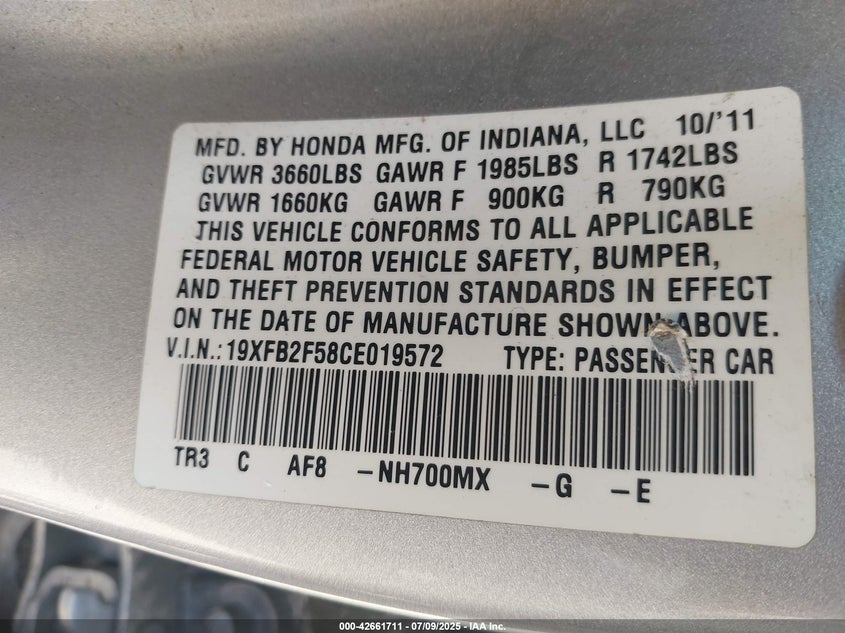 MFD. BY HONDA MFG. OF INDIANA, LLC 10/'11
GVWR 3660LBS GAWR F 1985LBS R 1742LBS
GVWR 1660KG GAWR F 900KG R 790KG
THIS VEHICLE CONFORMS TO ALL APPLICABLE
FEDERAL MOTOR VEHICLE SAFETY, BUMPER,
AND THEFT PREVENTION STANDARDS IN EFFECT
ON THE DATE OF MANUFACTURE SHOWN ABOVE.
V.I.N.: 19XFB2F58CE019572 TYPE: PASSENGER CAR
TR3 C AF8 -NH700MX -G -E
000-42661711 - 07/09/2025 - IAA Inc.